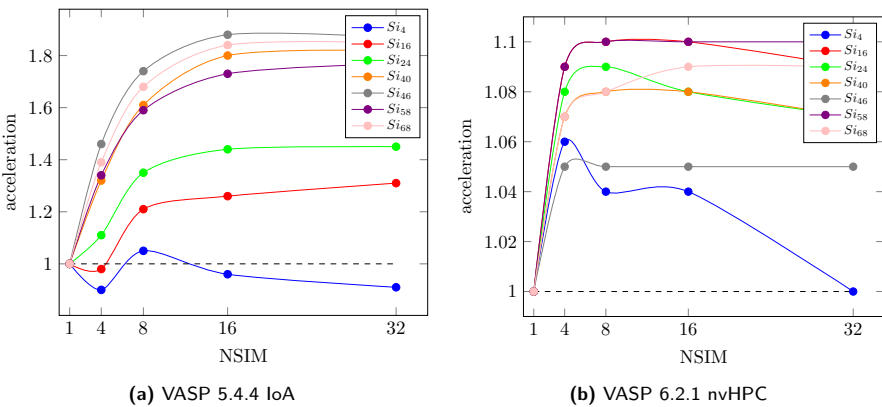 1.8
1.6
1.4
1.2
1
acceleration
1
4
8
16
32
NSIM
Si4
Si16
Si24
Si40
Si46
Si58
Si68
(a) VASP 5.4.4 IoA
1.1
1.08
1.06
1.04
1.02
1
acceleration
1
4
8
16
32
NSIM
Si4
Si16
Si24
Si40
Si46
Si58
Si68
(b) VASP 6.2.1 nvHPC